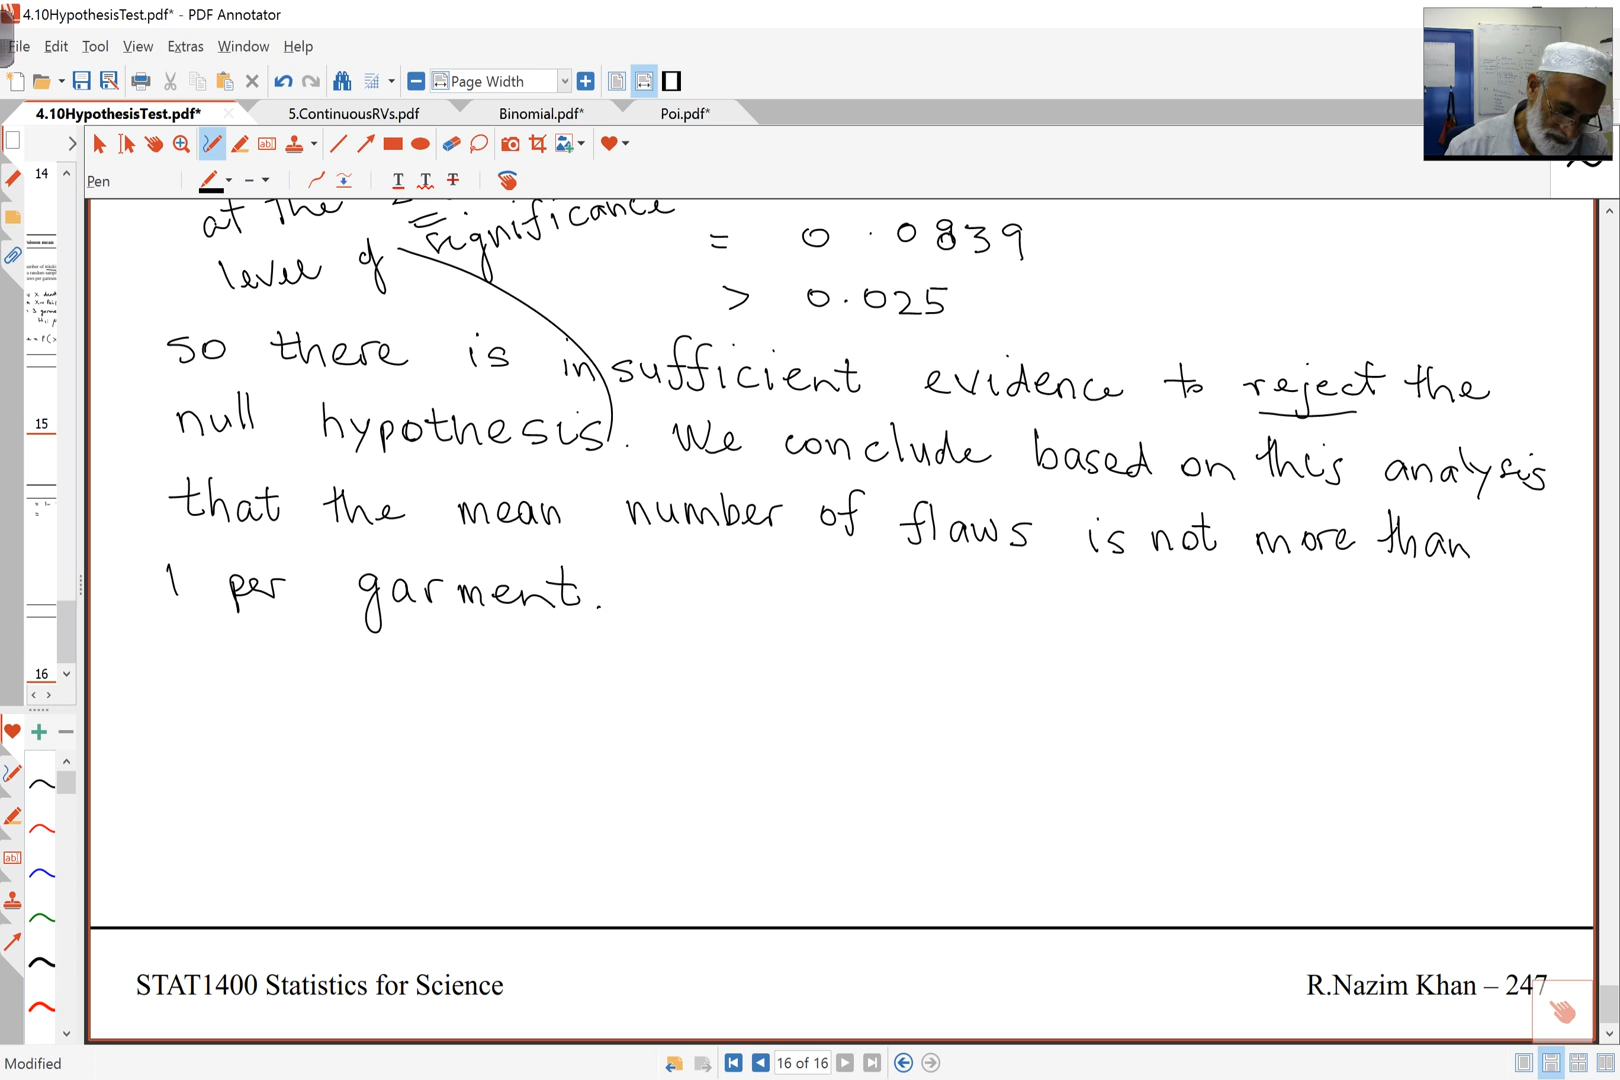 4.10HypothesisTest.pdf* - PDF Annotator
File Edit Tool View Extras Window Help
Page Width
4.10HypothesisTest.pdf* 5.ContinuousRVs.pdf Binomial.pdf* Poi.pdf*
Pen
14
15
16
at the
significance
level of
= 0.0839
> 0.025
so there is insufficient evidence to reject the
null hypothesis. We conclude based on this analysis
that the mean number of flaws is not more than
1 per garment.
STAT1400 Statistics for Science R.Nazim Khan – 247
Modified
16 of 16